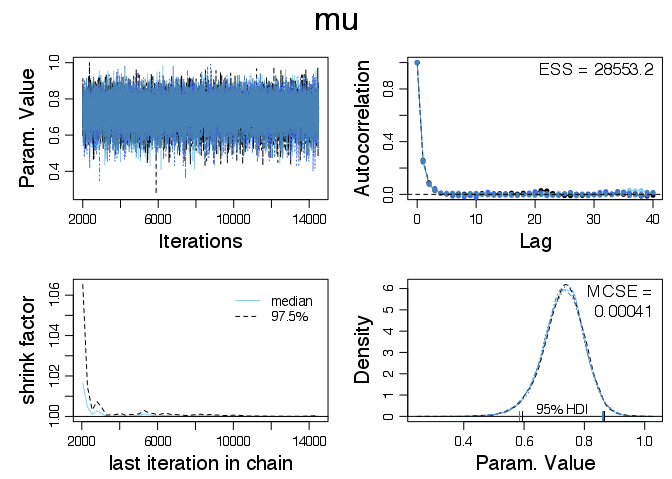 mu
Param. Value
0.4 0.6 0.8 1.0
2000 6000 10000 14000
Iterations
Autocorrelation
0.0 0.4 0.8
ESS = 28553.2
0 10 20 30 40
Lag
shrink factor
1.00 1.02 1.04 1.06
median
97.5%
2000 6000 10000 14000
last iteration in chain
Density
0 1 2 3 4 5 6
MCSE =
0.00041
95% HDI
0.4 0.6 0.8 1.0
Param. Value